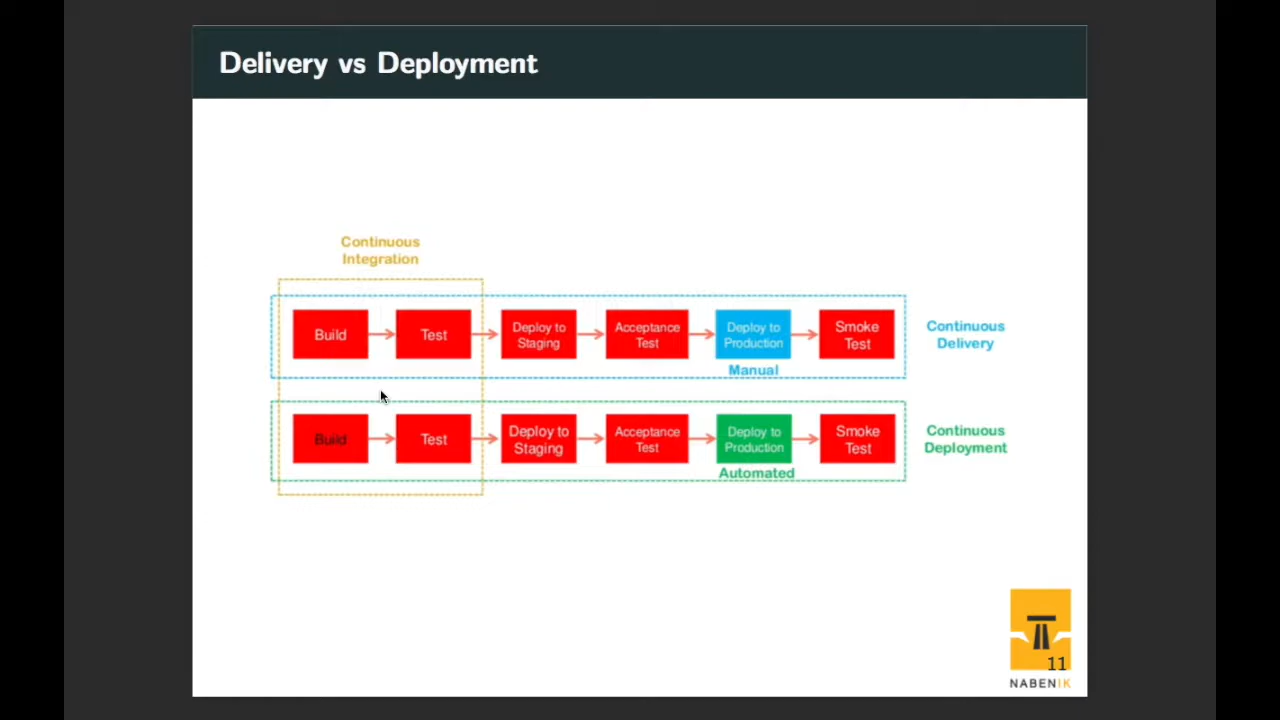 Delivery vs Deployment
Continuous
Integration
Build
Test
Deploy to
Staging
Acceptance
Test
Deploy to
Production
Smoke
Test
Manual
Continuous
Delivery
Build
Test
Deploy to
Staging
Acceptance
Test
Deploy to
Production
Smoke
Test
Automated
Continuous
Deployment
11
NABENIK